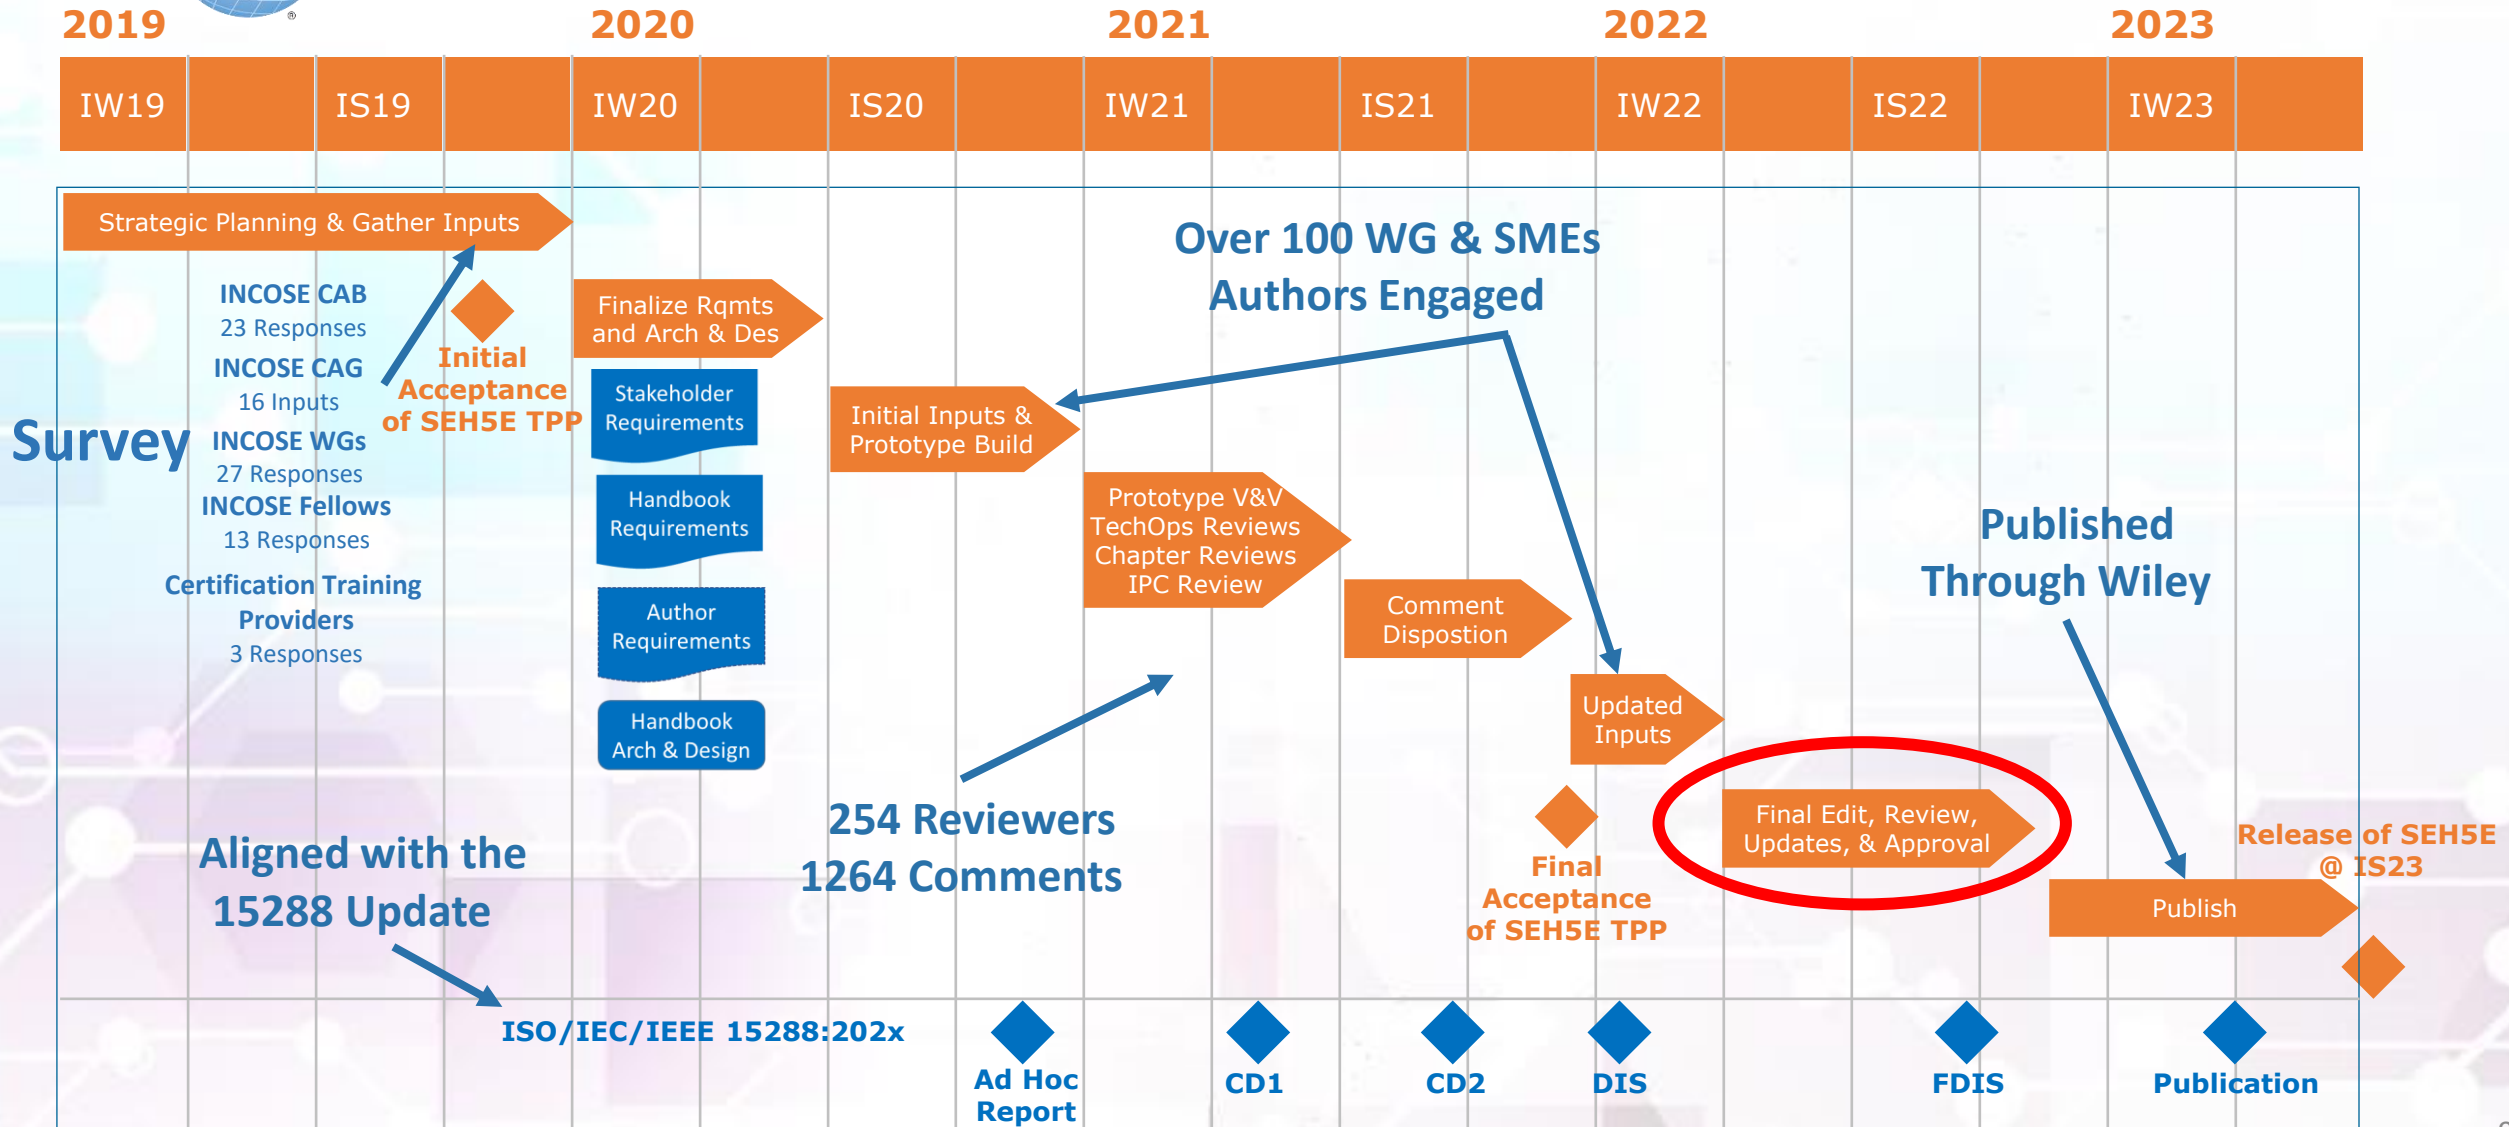 2019
2020
2021
2022
2023
IW19
IS19
IW20
IS20
IW21
IS21
IW22
IS22
IW23
Strategic Planning & Gather Inputs
Survey
INCOSE CAB
23 Responses
INCOSE CAG
16 Inputs
INCOSE WGs
27 Responses
INCOSE Fellows
13 Responses
Certification Training
Providers
3 Responses
Initial
Acceptance
of SEH5E TPP
Finalize Rqmts
and Arch & Des
Stakeholder
Requirements
Handbook
Requirements
Author
Requirements
Handbook
Arch & Design
Over 100 WG & SMEs
Authors Engaged
Initial Inputs &
Prototype Build
Prototype V&V
TechOps Reviews
Chapter Reviews
IPC Review
Comment
Dispostion
Updated
Inputs
254 Reviewers
1264 Comments
Final
Acceptance
of SEH5E TPP
Final Edit, Review,
Updates, & Approval
Published
Through Wiley
Publish
Release of SEH5E
@ IS23
Aligned with the
15288 Update
ISO/IEC/IEEE 15288:202x
Ad Hoc
Report
CD1
CD2
DIS
FDIS
Publication